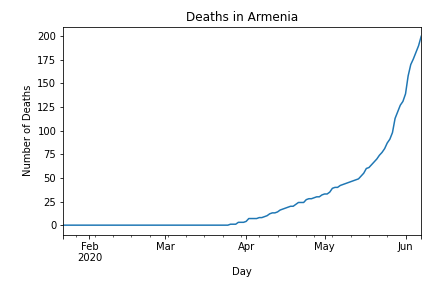 Deaths in Armenia
Number of Deaths
200
175
150
125
100
75
50
25
0
Feb
2020
Mar
Apr
May
Jun
Day